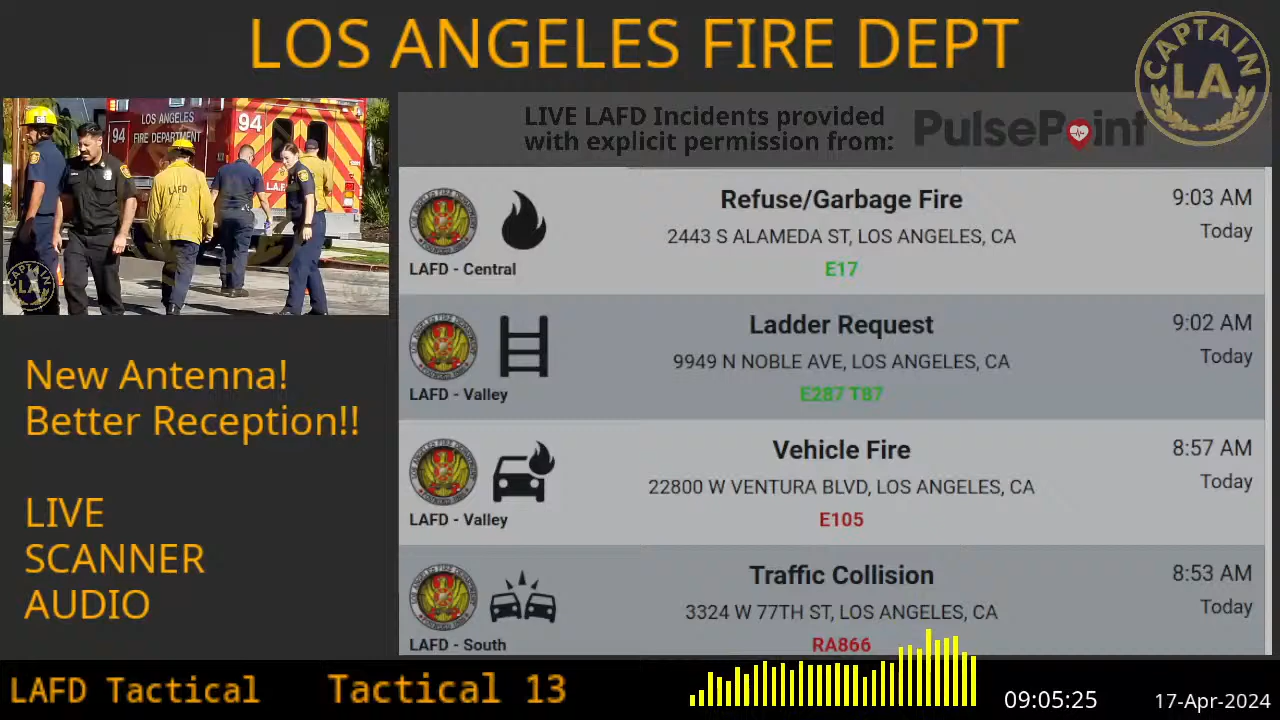 LOS ANGELES FIRE DEPT
CAPTAIN
LA
LIVE LAFD Incidents provided
with explicit permission from:
PulsePoint
94
LOS ANGELES
FIRE DEPARTMENT
94
LAFD
L.A.F.
CAPTAIN
LA
Refuse/Garbage Fire
9:03 AM
2443 S ALAMEDA ST, LOS ANGELES, CA
Today
LAFD - Central
E17
Ladder Request
9:02 AM
9949 N NOBLE AVE, LOS ANGELES, CA
Today
LAFD - Valley
E287 T87
Vehicle Fire
8:57 AM
22800 W VENTURA BLVD, LOS ANGELES, CA
Today
LAFD - Valley
E105
Traffic Collision
8:53 AM
3324 W 77TH ST, LOS ANGELES, CA
Today
LAFD - South
RA866
New Antenna!
Better Reception!!
LIVE
SCANNER
AUDIO
LAFD Tactical
Tactical 13
09:05:25
17-Apr-2024